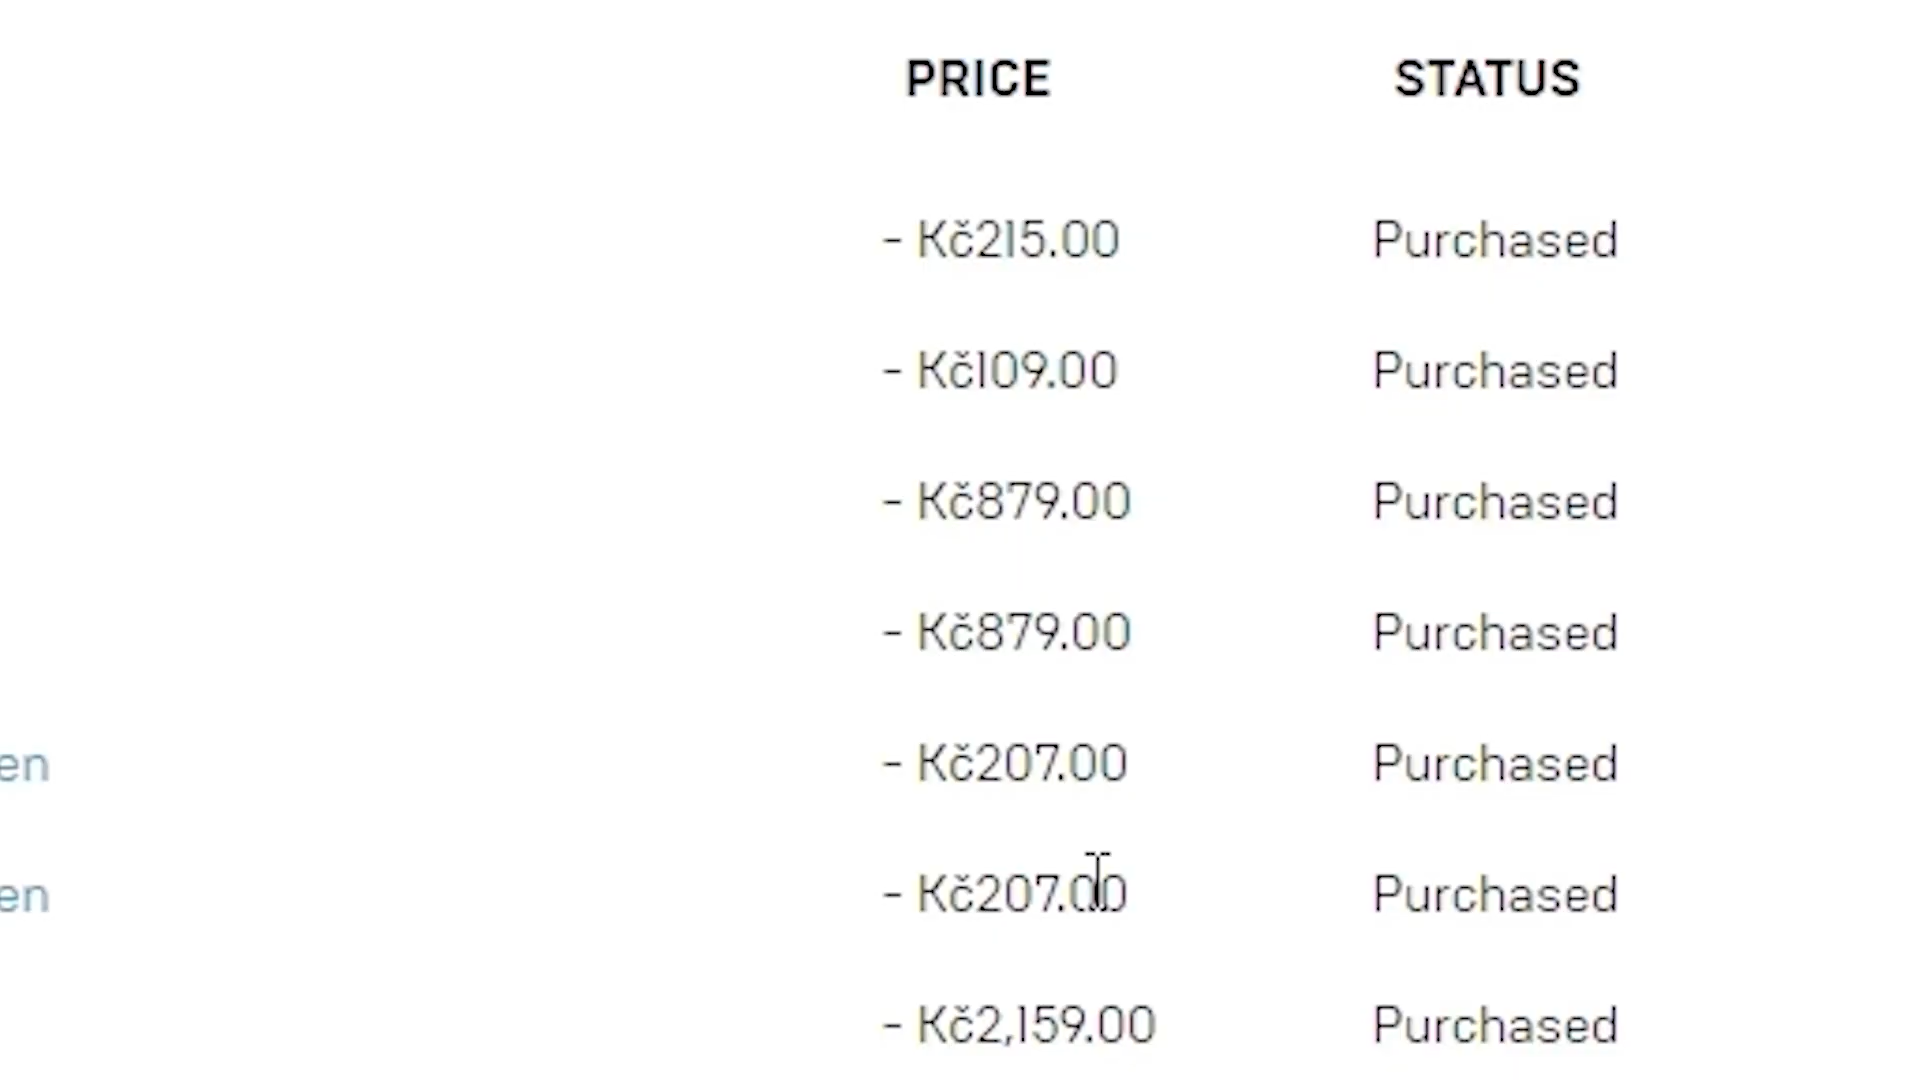 PRICE STATUS
- Kč215.00 Purchased
- Kč109.00 Purchased
- Kč879.00 Purchased
- Kč879.00 Purchased
en - Kč207.00 Purchased
en - Kč207.00 Purchased
- Kč2,159.00 Purchased